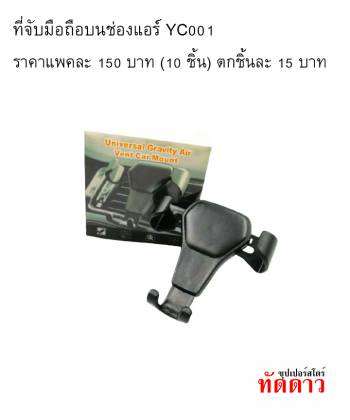 ที่จับมือถือบนช่องแอร์ YC001
ราคาแพคละ 150 บาท (10 ชิ้น) ตกชิ้นละ 15 บาท
Universal Gravity Air
Vent Car Mount
ซุปเปอร์สโตร์
ทัดดาว